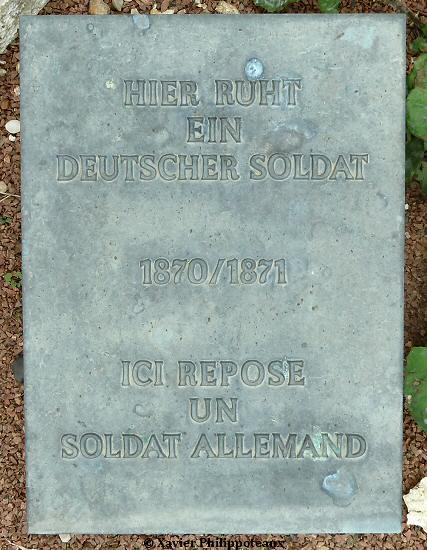 HIER RUHT
EIN
DEUTSCHER SOLDAT
1870/1871
ICI REPOSE
UN
SOLDAT ALLEMAND
© Xavier Philippoteaux